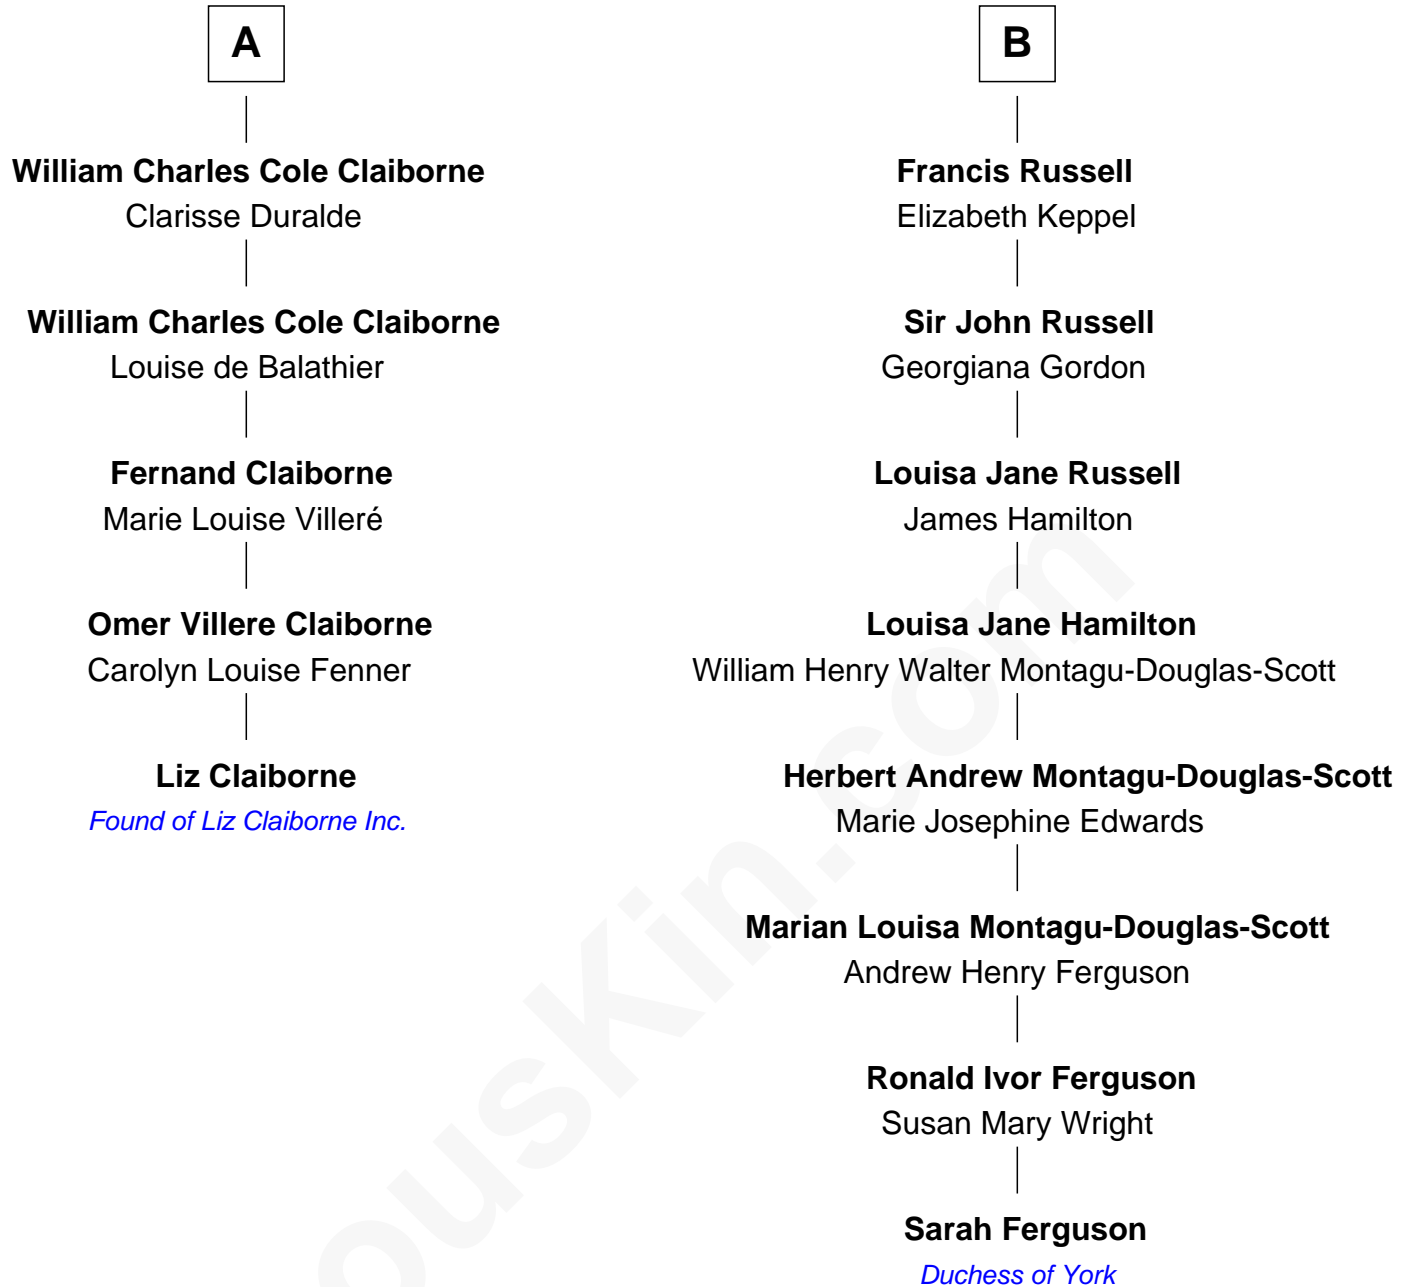 A
William Charles Cole Claiborne
Clarisse Duralde
William Charles Cole Claiborne
Louise de Balathier
Fernand Claiborne
Marie Louise Villeré
Omer Villere Claiborne
Carolyn Louise Fenner
Liz Claiborne
Found of Liz Claiborne Inc.
B
Francis Russell
Elizabeth Keppel
Sir John Russell
Georgiana Gordon
Louisa Jane Russell
James Hamilton
Louisa Jane Hamilton
William Henry Walter Montagu-Douglas-Scott
Herbert Andrew Montagu-Douglas-Scott
Marie Josephine Edwards
Marian Louisa Montagu-Douglas-Scott
Andrew Henry Ferguson
Ronald Ivor Ferguson
Susan Mary Wright
Sarah Ferguson
Duchess of York
ousKin.com